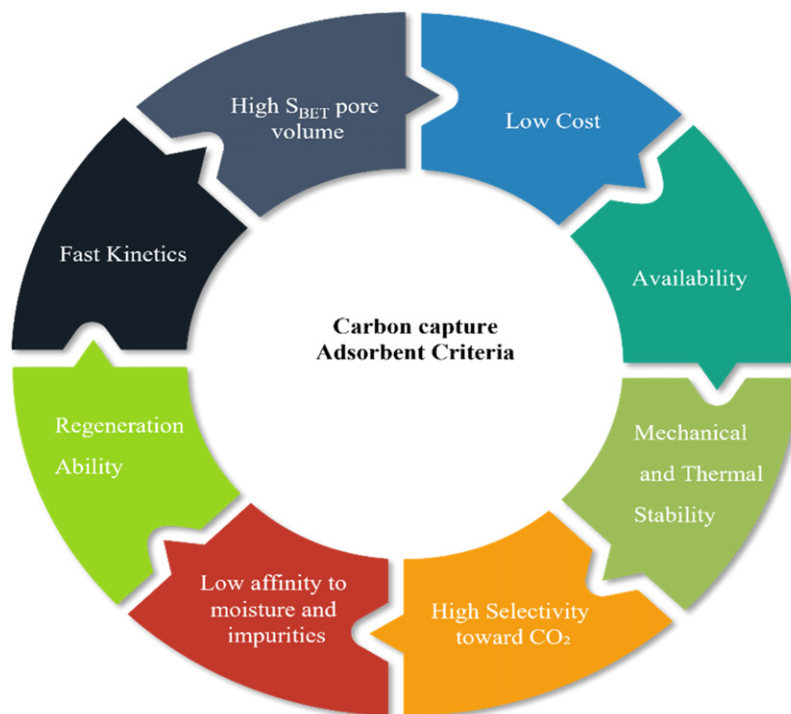 High S_BET pore
volume
Low Cost
Availability
Mechanical
and Thermal
Stability
High Selectivity
toward CO₂
Low affinity to
moisture and
impurities
Regeneration
Ability
Fast Kinetics
Carbon capture
Adsorbent Criteria